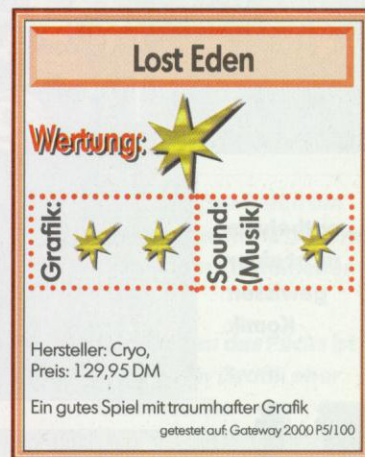 Lost Eden
Wertung:
Grafik:
Sound:
(Musik)
Hersteller: Cryo,
Preis: 129,95 DM
Ein gutes Spiel mit traumhafter Grafik
getestet auf: Gateway 2000 P5/100